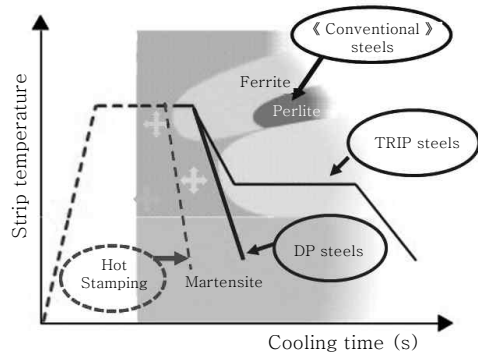 《 Conventional 》
steels
Ferrite
Perlite
TRIP steels
Strip temperature
Hot
Stamping
DP steels
Martensite
Cooling time (s)